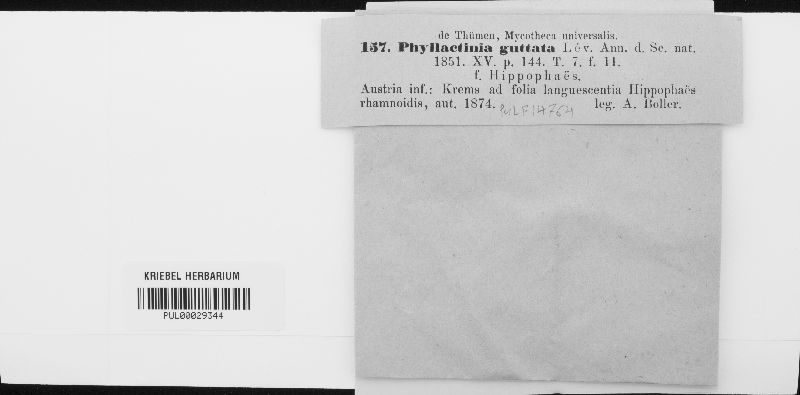 de Thümen, Mycotheca universalis.
157. Phyllactinia guttata Lév. Ann. d. Sc. nat.
1851. XV. p. 144. T. 7. f. 11.
f. Hippophaës.
Austria inf.: Krems ad folia languescentia Hippophaës
rhamnoidis, aut. 1874. PULF14764 leg. A. Boller.
KRIEBEL HERBARIUM
PUL00029344